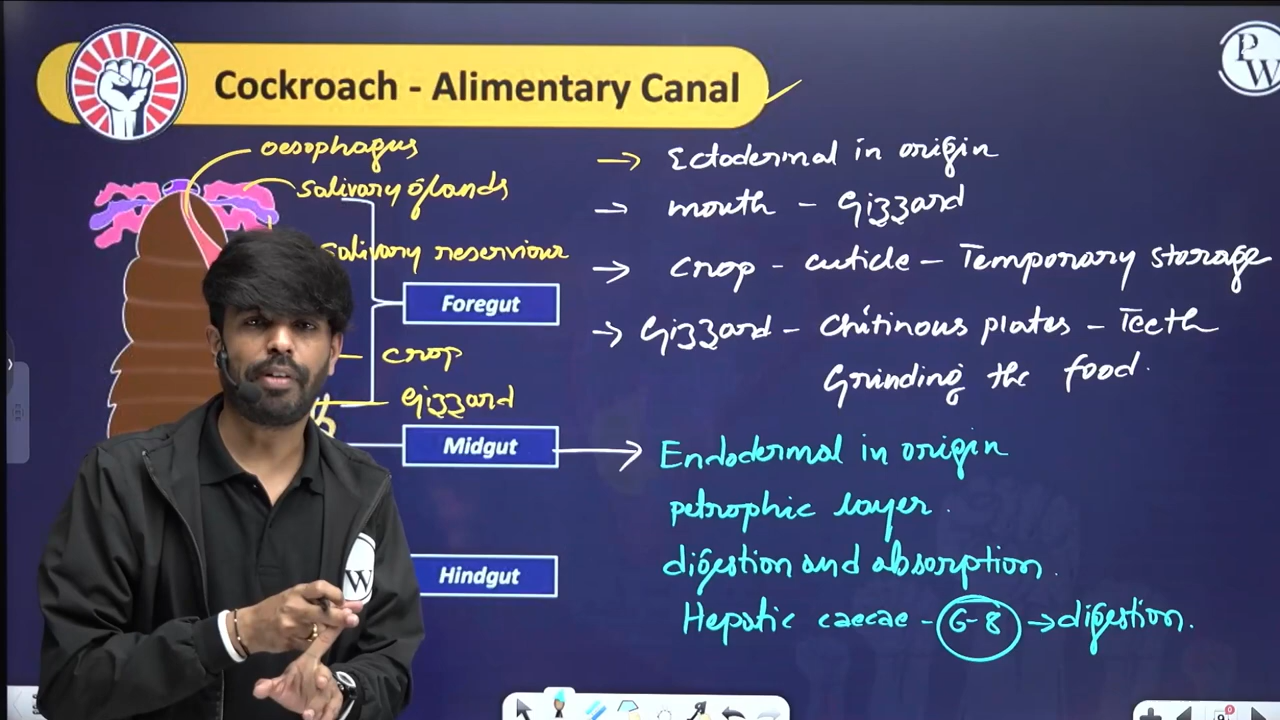 Cockroach - Alimentary Canal
PW
oesophagus
salivary glands
salivary reserviour
Foregut
crop
Gizzard
Midgut
Hindgut
→ Ectodermal in origin
→ mouth - Gizzard
→ crop - cuticle - Temporary storage
→ Gizzard - chitinous plates - Teeth
Grinding the food.
→ Endodermal in origin
petrophic layer.
digestion and absorption.
Hepatic caecae - 6-8 → digestion.
W